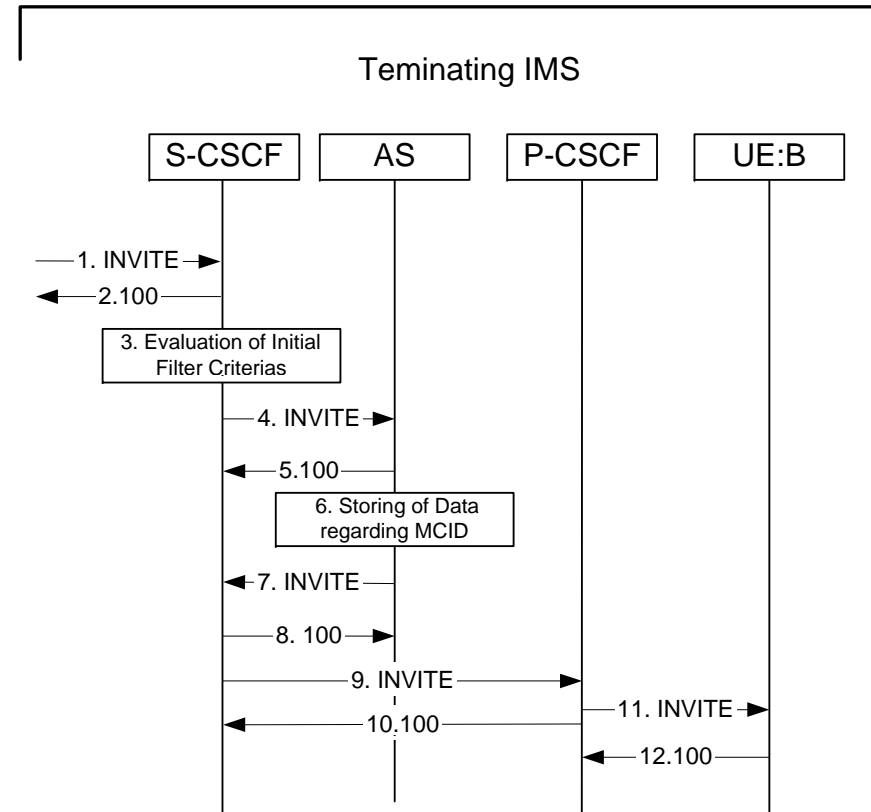 Teminating IMS
S-CSCF
AS
P-CSCF
UE:B
1. INVITE
2.100
3. Evaluation of Initial
Filter Criterias
4. INVITE
5.100
6. Storing of Data
regarding MCID
7. INVITE
8. 100
9. INVITE
11. INVITE
10.100
12.100